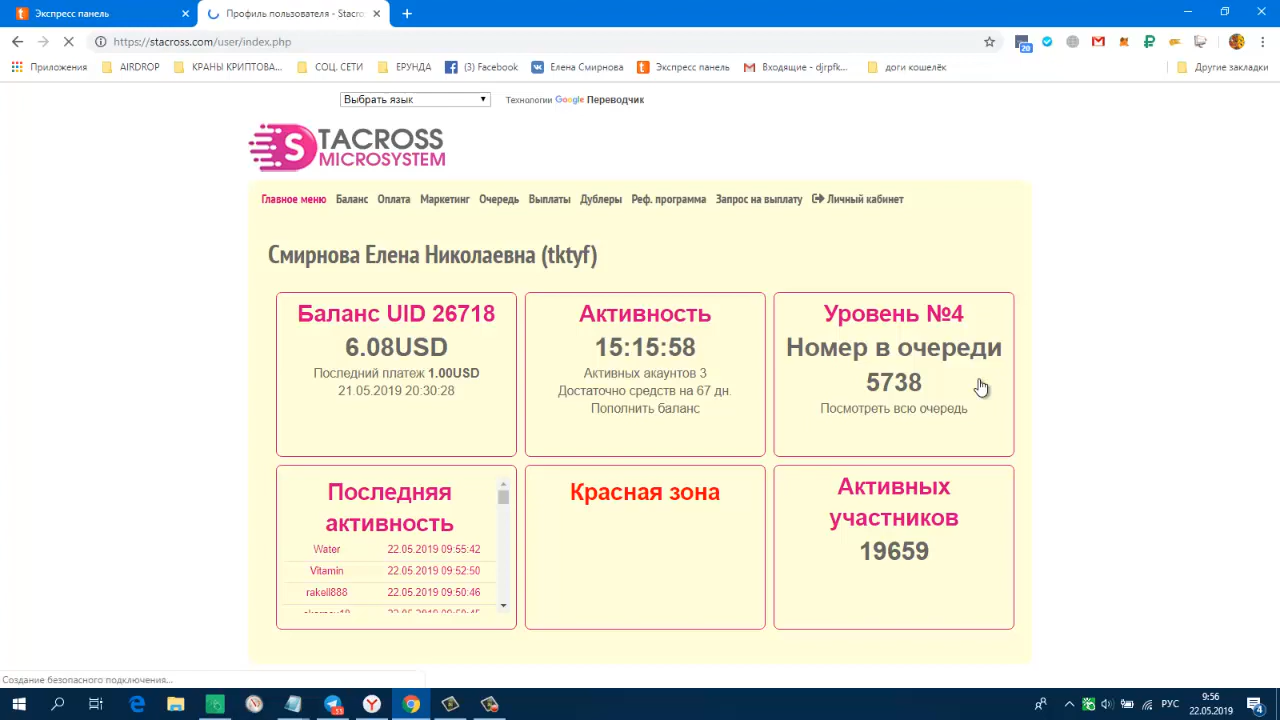 Экспресс панель
Профиль пользователя - Stacros
https://stacross.com/user/index.php
20
Приложения
AIRDROP
КРАНЫ КРИПТОВА...
СОЦ. СЕТИ
ЕРУНДА
(3) Facebook
Елена Смирнова
Экспресс панель
Входящие - djrpfk...
доги кошелёк
Другие закладки
Выбрать язык
Технологии Google Переводчик
STACROSS
MICROSYSTEM
Главное меню Баланс Оплата Маркетинг Очередь Выплаты Дублеры Реф. программа Запрос на выплату Личный кабинет
Смирнова Елена Николаевна (tktyf)
Баланс UID 26718
6.08USD
Последний платеж 1.00USD
21.05.2019 20:30:28
Активность
15:15:58
Активных акаунтов 3
Достаточно средств на 67 дн.
Пополнить баланс
Уровень №4
Номер в очереди
5738
Посмотреть всю очередь
Последняя
активность
Water 22.05.2019 09:55:42
Vitamin 22.05.2019 09:52:50
rakell888 22.05.2019 09:50:46
Красная зона
Активных
участников
19659
Создание безопасного подключения...
РУС
9:56
22.05.2019
4